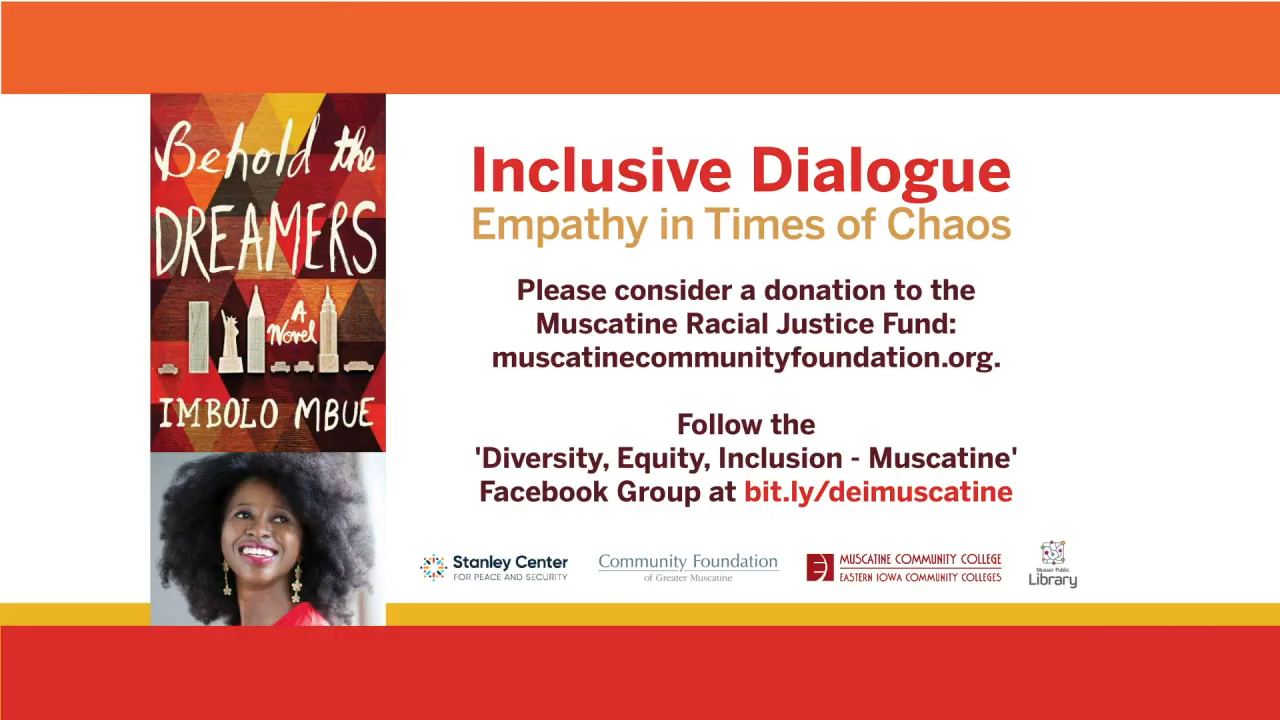 Behold the
DREAMERS
A
Novel
IMBOLO MBUE
Inclusive Dialogue
Empathy in Times of Chaos
Please consider a donation to the
Muscatine Racial Justice Fund:
muscatinecommunityfoundation.org.
Follow the
'Diversity, Equity, Inclusion - Muscatine'
Facebook Group at bit.ly/deimuscatine
Stanley Center
FOR PEACE AND SECURITY
Community Foundation
of Greater Muscatine
MUSCATINE COMMUNITY COLLEGE
EASTERN IOWA COMMUNITY COLLEGES
Musser Public
Library